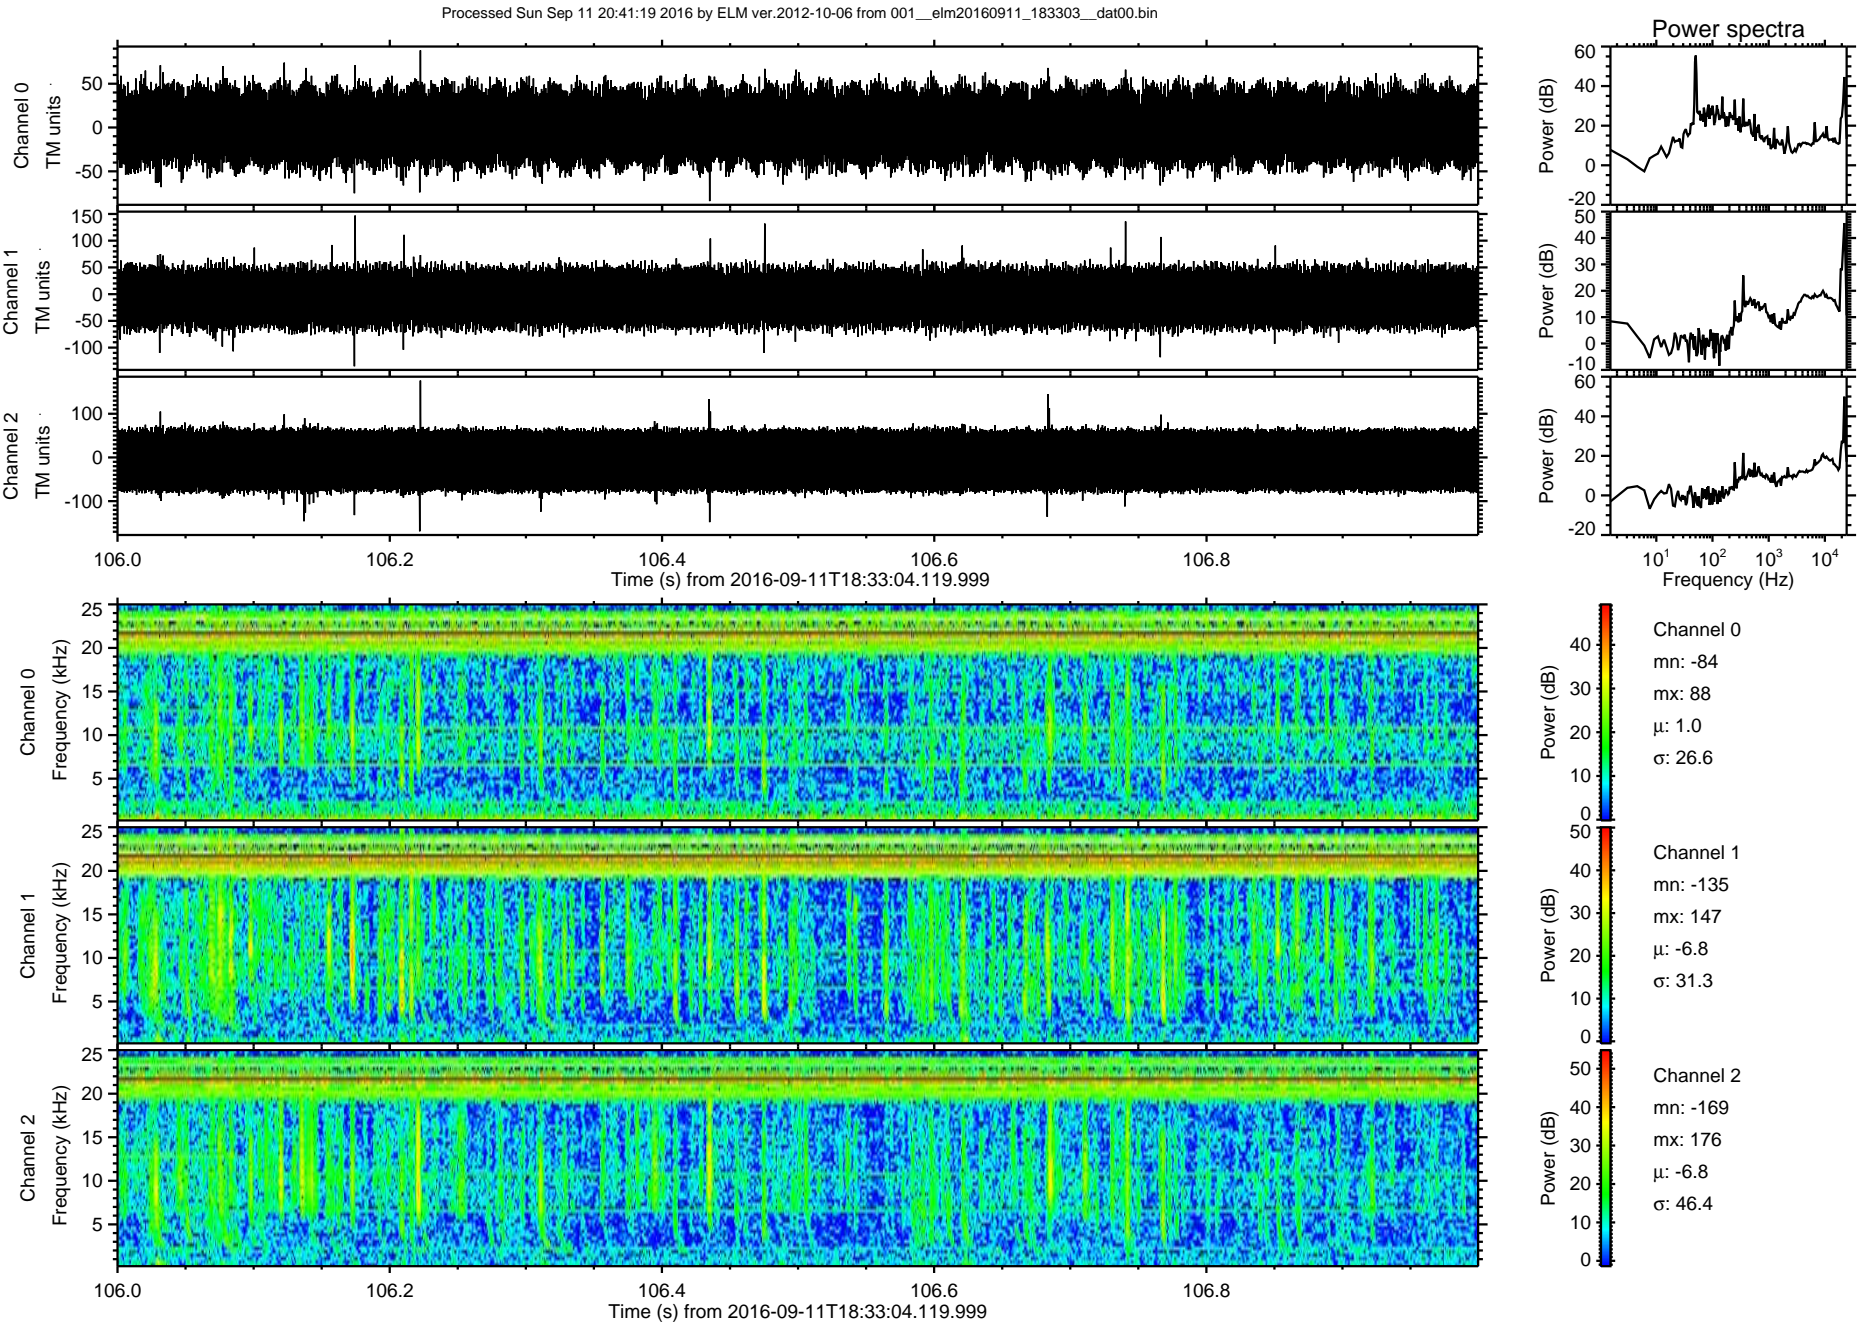 Processed Sun Sep 11 20:41:19 2016 by ELM ver.2012-10-06 from 001__elm20160911_183303__dat00.bin
Power spectra
Channel 0
TM units
50
0
-50
Power (dB)
60
40
20
0
-20
Channel 1
TM units
150
100
50
0
-50
-100
Power (dB)
50
40
30
20
10
0
-10
Channel 2
TM units
100
0
-100
Power (dB)
60
40
20
0
-20
106.0 106.2 106.4 106.6 106.8
Time (s) from 2016-09-11T18:33:04.119.999
10^1 10^2 10^3 10^4
Frequency (Hz)
Channel 0
Frequency (kHz)
25
20
15
10
5
Power (dB)
40
30
20
10
0
Channel 0
mn: -84
mx: 88
μ: 1.0
σ: 26.6
Channel 1
Frequency (kHz)
25
20
15
10
5
Power (dB)
50
40
30
20
10
0
Channel 1
mn: -135
mx: 147
μ: -6.8
σ: 31.3
Channel 2
Frequency (kHz)
25
20
15
10
5
Power (dB)
50
40
30
20
10
0
Channel 2
mn: -169
mx: 176
μ: -6.8
σ: 46.4
106.0 106.2 106.4 106.6 106.8
Time (s) from 2016-09-11T18:33:04.119.999